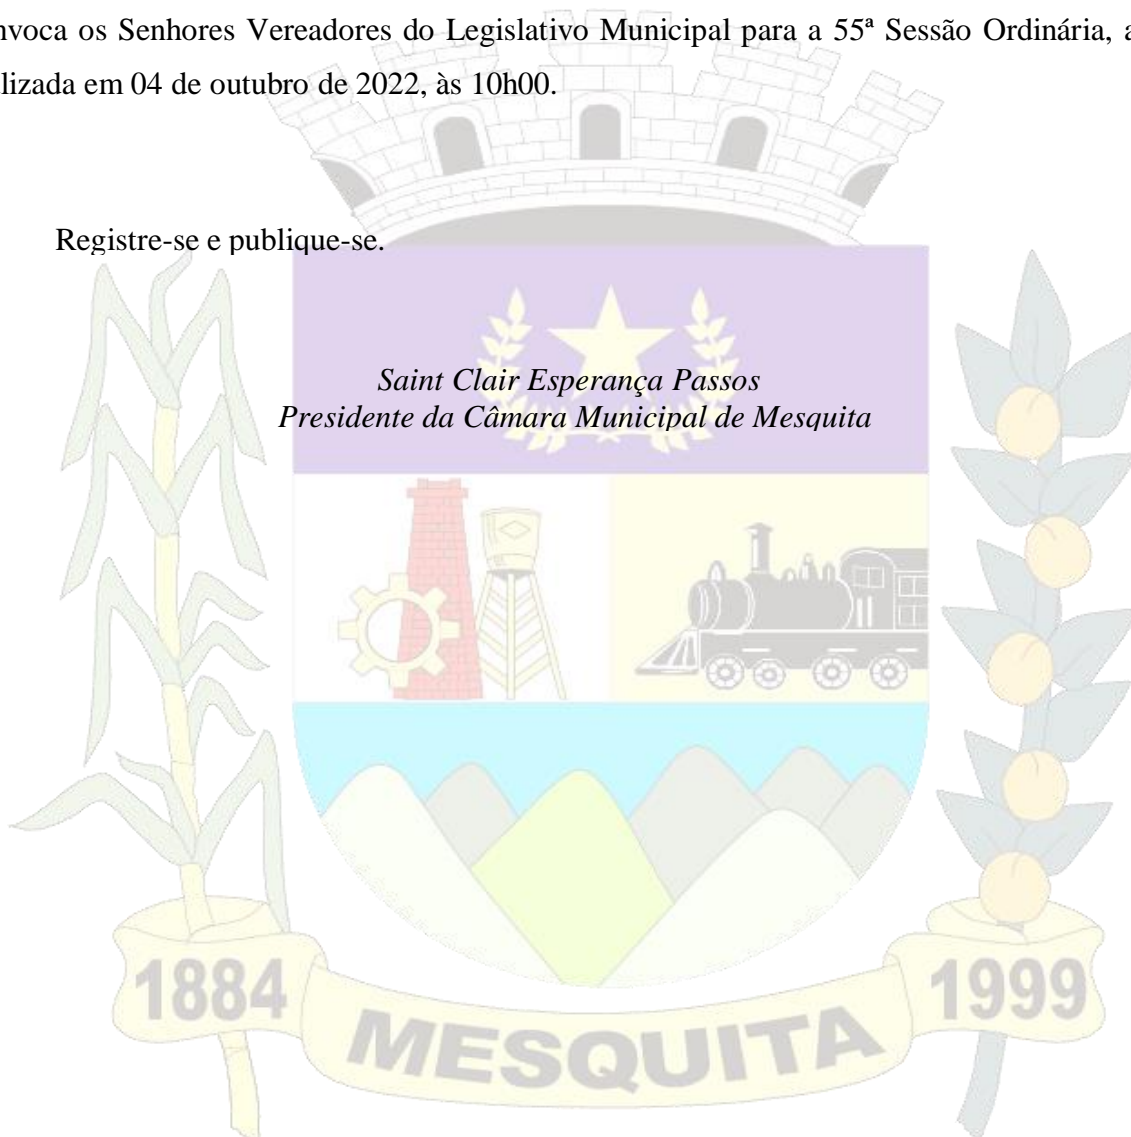 nvoca os Senhores Vereadores do Legislativo Municipal para a 55ª Sessão Ordinária, a
lizada em 04 de outubro de 2022, às 10h00.
Registre-se e publique-se.
Saint Clair Esperança Passos
Presidente da Câmara Municipal de Mesquita
1884
MESQUITA
1999